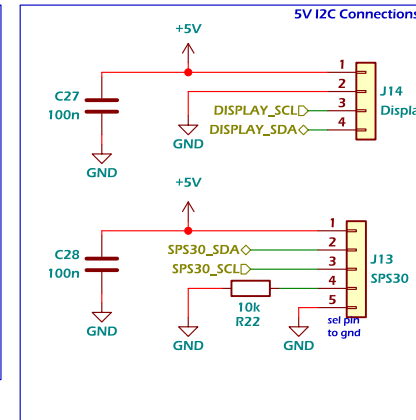 5V I2C Connections
+5V
C27
100n
GND
GND
1
2
3
4
DISPLAY_SCL
DISPLAY_SDA
J14
Displa
+5V
C28
100n
GND
SPS30_SDA
SPS30_SCL
1
2
3
4
5
J13
SPS30
10k
R22
GND
GND
sel pin
to gnd